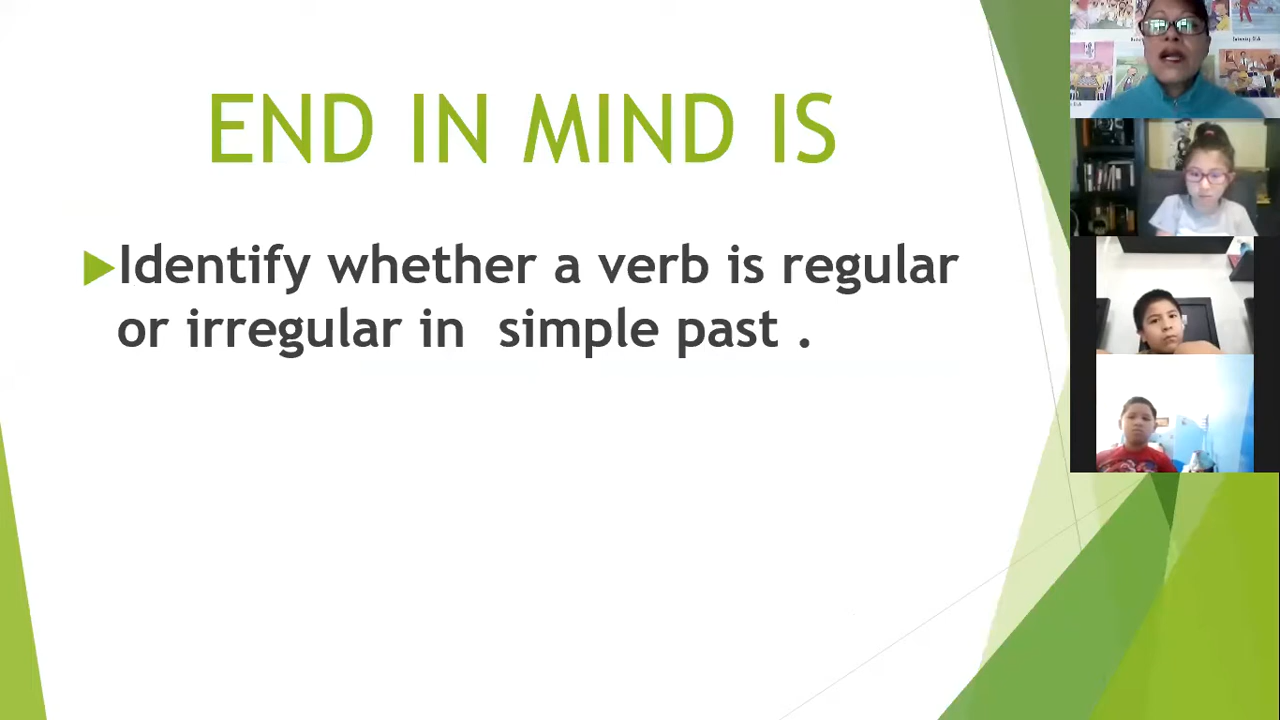 END IN MIND IS
Identify whether a verb is regular
or irregular in simple past .